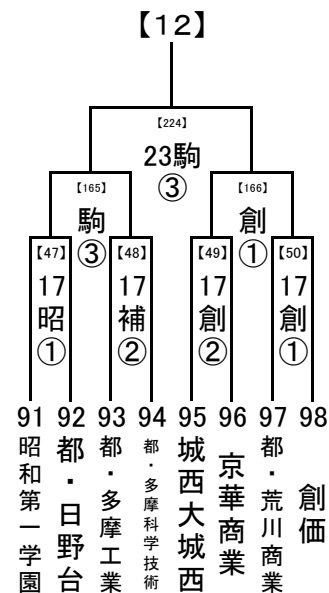 【12】
【224】
23駒
③
【165】
駒
③
【166】
創
①
【47】
17
昭
①
【48】
17
補
②
【49】
17
創
②
【50】
17
創
①
91
昭和第一学園
92
都・日野台
93
都・多摩工業
94
都・多摩科学技術
95
城西大城西
96
京華商業
97
都・荒川商業
98
創価